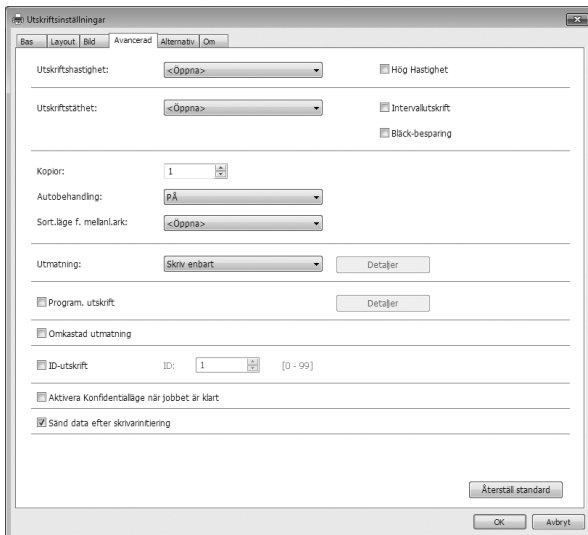 Utskriftsinställningar
Bas Layout Bild Avancerad Alternativ Om
Utskriftshastighet: <Öppna> Hög Hastighet
Utskriftstäthet: <Öppna> Intervallutskrift
Bläck-besparing
Kopior: 1
Autobehandling: PÅ
Sort.läge f. mellanl.ark: <Öppna>
Utmatning: Skriv enbart Detaljer
Program. utskrift Detaljer
Omkastad utmatning
ID-utskrift ID: 1 [0 - 99]
Aktivera Konfidentialläge när jobbet är klart
Sänd data efter skrivarinitiering
Återställ standard
OK Avbryt